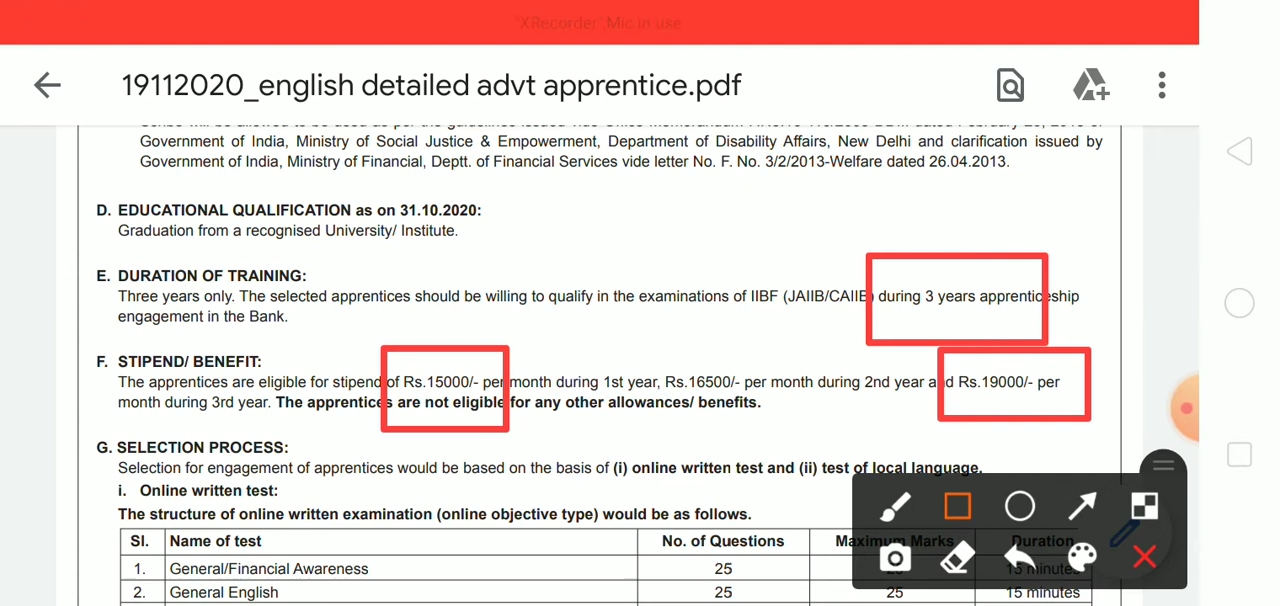 "XRecorder",Mic in use
19112020_english detailed advt apprentice.pdf
Government of India, Ministry of Social Justice & Empowerment, Department of Disability Affairs, New Delhi and clarification issued by
Government of India, Ministry of Financial, Deptt. of Financial Services vide letter No. F. No. 3/2/2013-Welfare dated 26.04.2013.
D. EDUCATIONAL QUALIFICATION as on 31.10.2020:
Graduation from a recognised University/ Institute.
E. DURATION OF TRAINING:
Three years only. The selected apprentices should be willing to qualify in the examinations of IIBF (JAIIB/CAIIB) during 3 years apprenticeship
engagement in the Bank.
F. STIPEND/ BENEFIT:
The apprentices are eligible for stipend of Rs.15000/- per month during 1st year, Rs.16500/- per month during 2nd year and Rs.19000/- per
month during 3rd year. The apprentices are not eligible for any other allowances/ benefits.
G. SELECTION PROCESS:
Selection for engagement of apprentices would be based on the basis of (i) online written test and (ii) test of local language.
i. Online written test:
The structure of online written examination (online objective type) would be as follows.
Sl. Name of test No. of Questions Maximum Marks Duration
1. General/Financial Awareness 25 25 15 minutes
2. General English 25 25 15 minutes